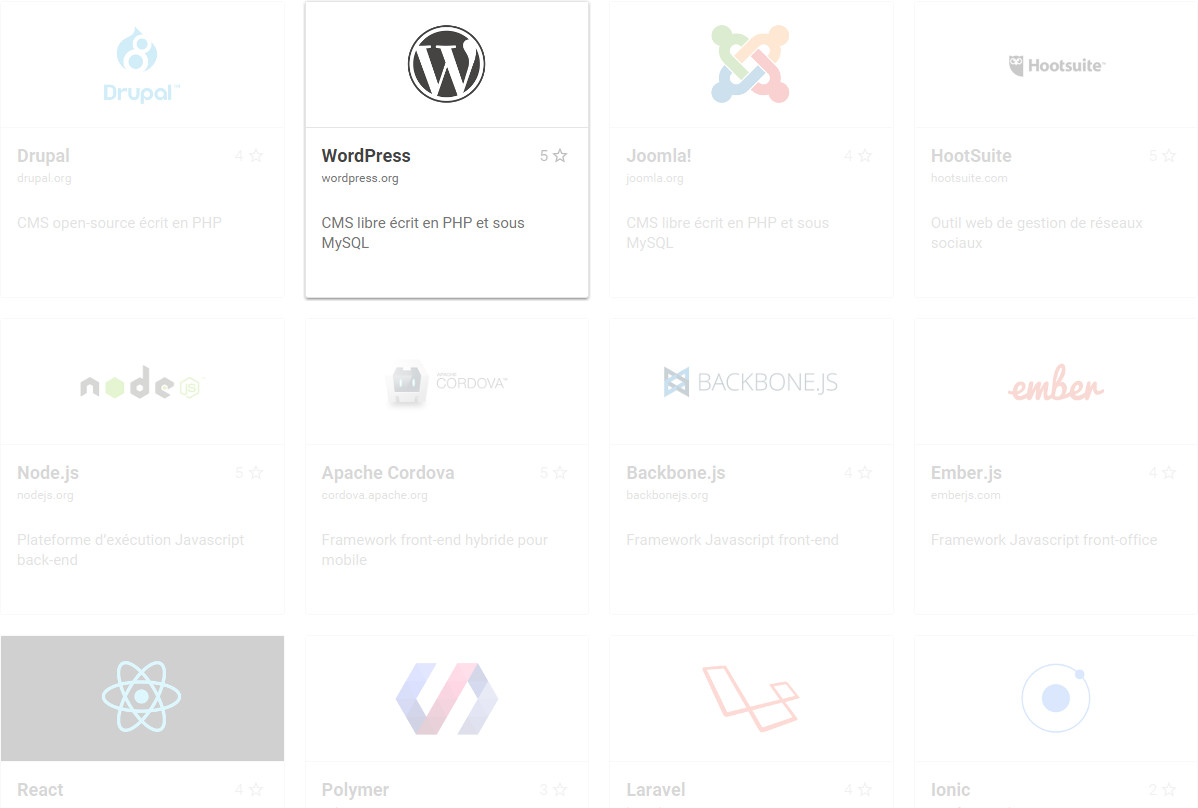 Drupal™
Hootsuite™
Drupal 4
drupal.org
CMS open-source écrit en PHP
WordPress 5
wordpress.org
CMS libre écrit en PHP et sous
MySQL
Joomla! 4
joomla.org
CMS libre écrit en PHP et sous
MySQL
HootSuite 5
hootsuite.com
Outil web de gestion de réseaux
sociaux
node JS
CORDOVA™
BACKBONE.JS
ember
Node.js 5
nodejs.org
Plateforme d'exécution Javascript
back-end
Apache Cordova 5
cordova.apache.org
Framework front-end hybride pour
mobile
Backbone.js 4
backbonejs.org
Framework Javascript front-end
Ember.js 4
emberjs.com
Framework Javascript front-office
React 4
Polymer 3
Laravel 4
Ionic 2